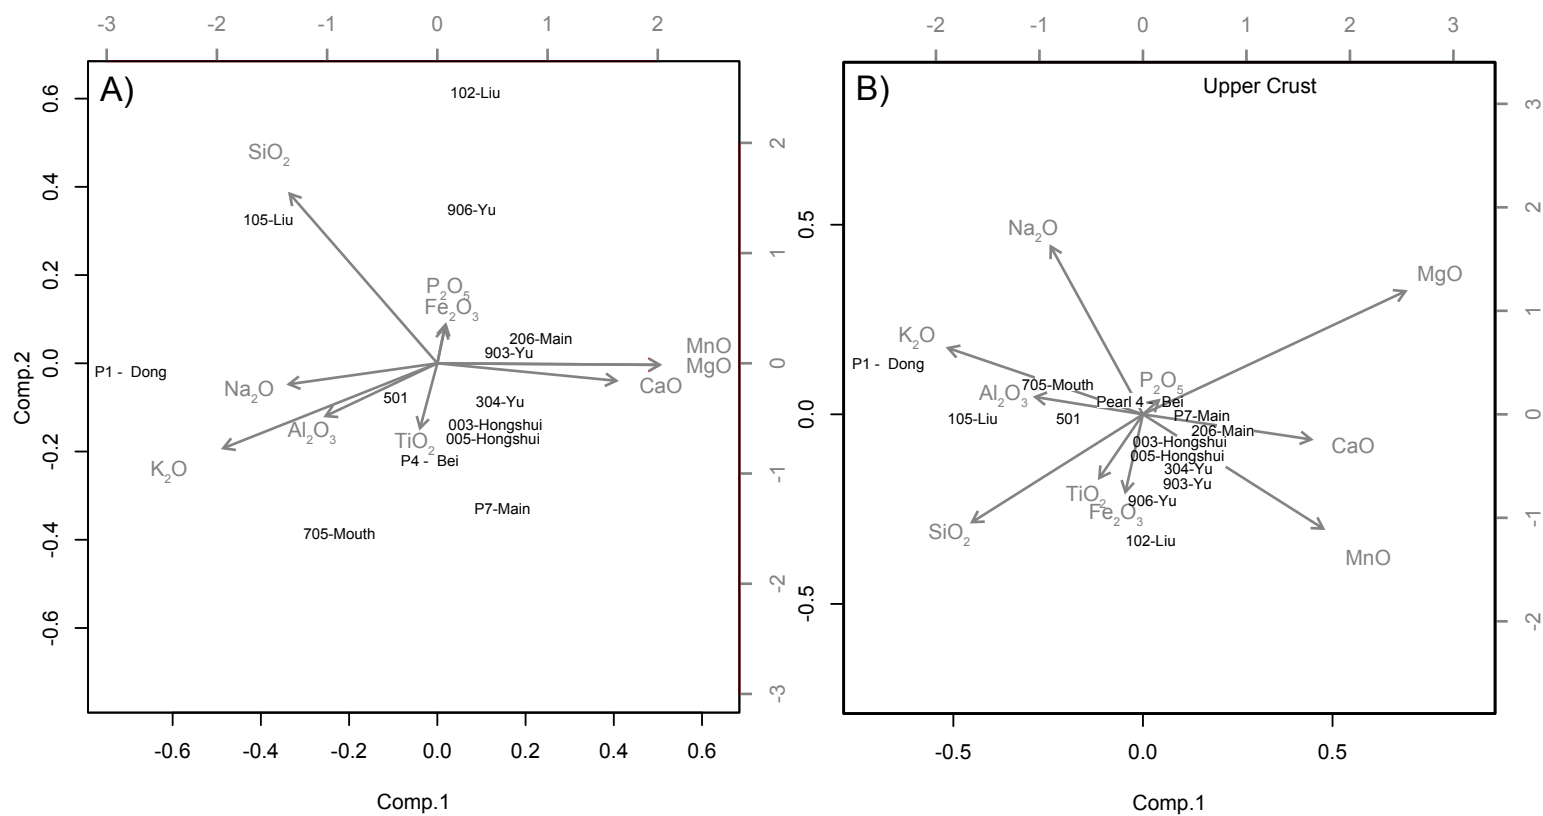 -3 -2 -1 0 1 2
A)
102-Liu
SiO2
105-Liu
906-Yu
P2O5
Fe2O3
206-Main
903-Yu
MnO
MgO
CaO
P1 - Dong
Na2O
501
304-Yu
Al2O3
003-Hongshui
005-Hongshui
TiO2
P4 - Bei
K2O
P7-Main
705-Mouth
0.6
0.4
0.2
0.0
-0.2
-0.4
-0.6
Comp.2
2
1
0
-1
-2
-3
-0.6 -0.4 -0.2 0.0 0.2 0.4 0.6
Comp.1
-2 -1 0 1 2 3
B)
Upper Crust
Na2O
MgO
K2O
P1 - Dong
705-Mouth
P2O5
Al2O3
Pearl 4 - Bei
105-Liu
501
P7-Main
206-Main
003-Hongshui
CaO
005-Hongshui
304-Yu
903-Yu
TiO2
906-Yu
Fe2O3
SiO2
102-Liu
MnO
0.5
0.0
-0.5
3
2
1
0
-1
-2
-0.5 0.0 0.5
Comp.1